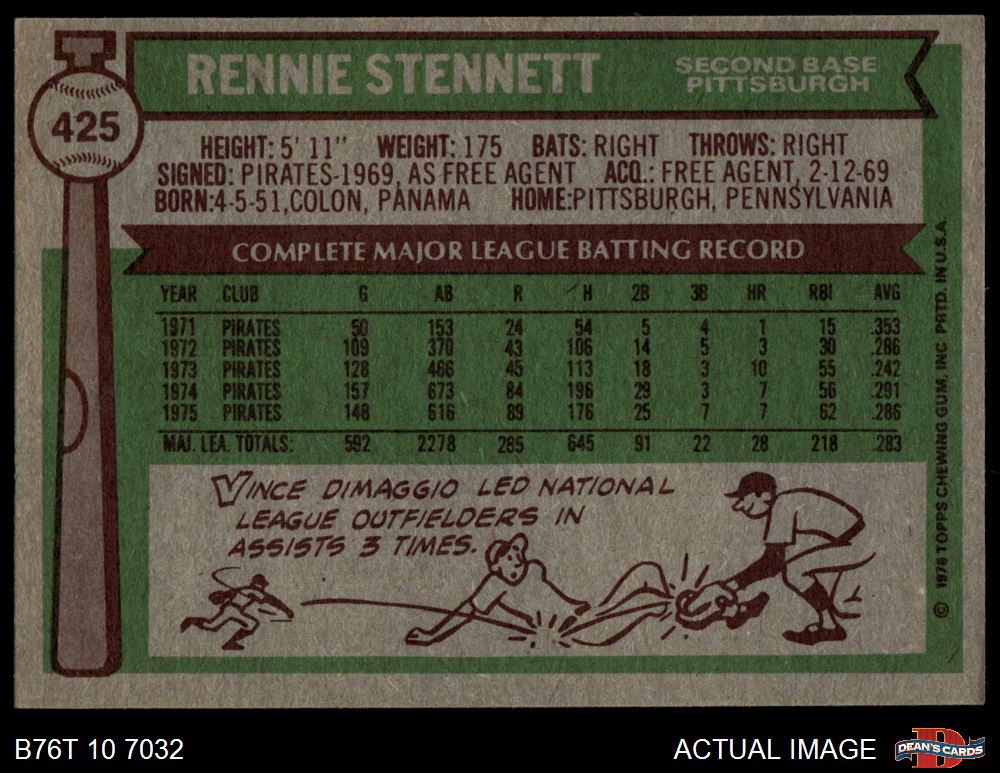 RENNIE STENNETT
SECOND BASE
PITTSBURGH
425
HEIGHT: 5' 11" WEIGHT: 175 BATS: RIGHT THROWS: RIGHT
SIGNED: PIRATES-1969, AS FREE AGENT ACQ.: FREE AGENT, 2-12-69
BORN:4-5-51,COLON, PANAMA HOME:PITTSBURGH, PENNSYLVANIA
COMPLETE MAJOR LEAGUE BATTING RECORD
YEAR CLUB G AB R H 2B 3B HR RBI AVG
1971 PIRATES 50 153 24 54 5 4 1 15 .353
1972 PIRATES 109 370 43 106 14 5 3 30 .286
1973 PIRATES 128 466 45 113 18 3 10 55 .242
1974 PIRATES 157 673 84 196 29 3 7 56 .291
1975 PIRATES 148 616 89 176 25 7 7 62 .286
MAJ. LEA. TOTALS: 592 2278 285 645 91 22 28 218 .283
VINCE DIMAGGIO LED NATIONAL
LEAGUE OUTFIELDERS IN
ASSISTS 3 TIMES.
© 1976 TOPPS CHEWING GUM, INC PRTD. IN U.S.A.
B76T 10 7032
ACTUAL IMAGE
D
DEAN'S CARDS